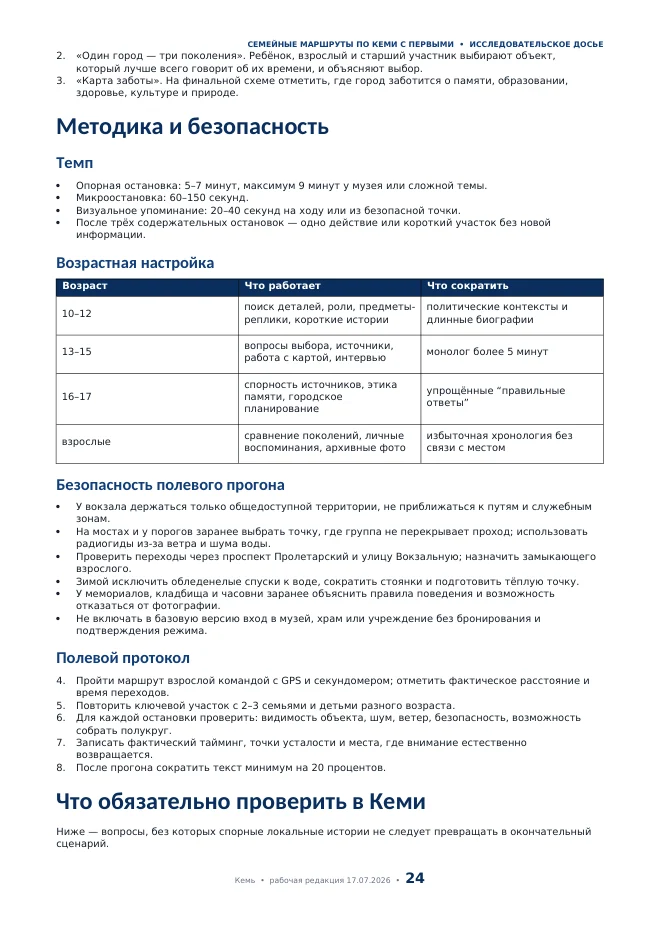 СЕМЕЙНЫЕ МАРШРУТЫ ПО КЕМИ С ПЕРВЫМИ • ИССЛЕДОВАТЕЛЬСКОЕ ДОСЬЕ
2. «Один город — три поколения». Ребёнок, взрослый и старший участник выбирают объект,
который лучше всего говорит об их времени, и объясняют выбор.
3. «Карта заботы». На финальной схеме отметить, где город заботится о памяти, образовании,
здоровье, культуре и природе.
Методика и безопасность
Темп
• Опорная остановка: 5–7 минут, максимум 9 минут у музея или сложной темы.
• Микроостановка: 60–150 секунд.
• Визуальное упоминание: 20–40 секунд на ходу или из безопасной точки.
• После трёх содержательных остановок — одно действие или короткий участок без новой
информации.
Возрастная настройка
Возраст Что работает Что сократить
10–12 поиск деталей, роли, предметы-
реплики, короткие истории политические контексты и
длинные биографии
13–15 вопросы выбора, источники,
работа с картой, интервью монолог более 5 минут
16–17 спорность источников, этика
памяти, городское
планирование упрощённые “правильные
ответы”
взрослые сравнение поколений, личные
воспоминания, архивные фото избыточная хронология без
связи с местом
Безопасность полевого прогона
• У вокзала держаться только общедоступной территории, не приближаться к путям и служебным
зонам.
• На мостах и у порогов заранее выбрать точку, где группа не перекрывает проход; использовать
радиогиды из-за ветра и шума воды.
• Проверить переходы через проспект Пролетарский и улицу Вокзальную; назначить замыкающего
взрослого.
• Зимой исключить обледенелые спуски к воде, сократить стоянки и подготовить тёплую точку.
• У мемориалов, кладбища и часовни заранее объяснить правила поведения и возможность
отказаться от фотографии.
• Не включать в базовую версию вход в музей, храм или учреждение без бронирования и
подтверждения режима.
Полевой протокол
4. Пройти маршрут взрослой командой с GPS и секундомером; отметить фактическое расстояние и
время переходов.
5. Повторить ключевой участок с 2–3 семьями и детьми разного возраста.
6. Для каждой остановки проверить: видимость объекта, шум, ветер, безопасность, возможность
собрать полукруг.
7. Записать фактический тайминг, точки усталости и места, где внимание естественно
возвращается.
8. После прогона сократить текст минимум на 20 процентов.
Что обязательно проверить в Кеми
Ниже — вопросы, без которых спорные локальные истории не следует превращать в окончательный
сценарий.
Кемь • рабочая редакция 17.07.2026 • 24